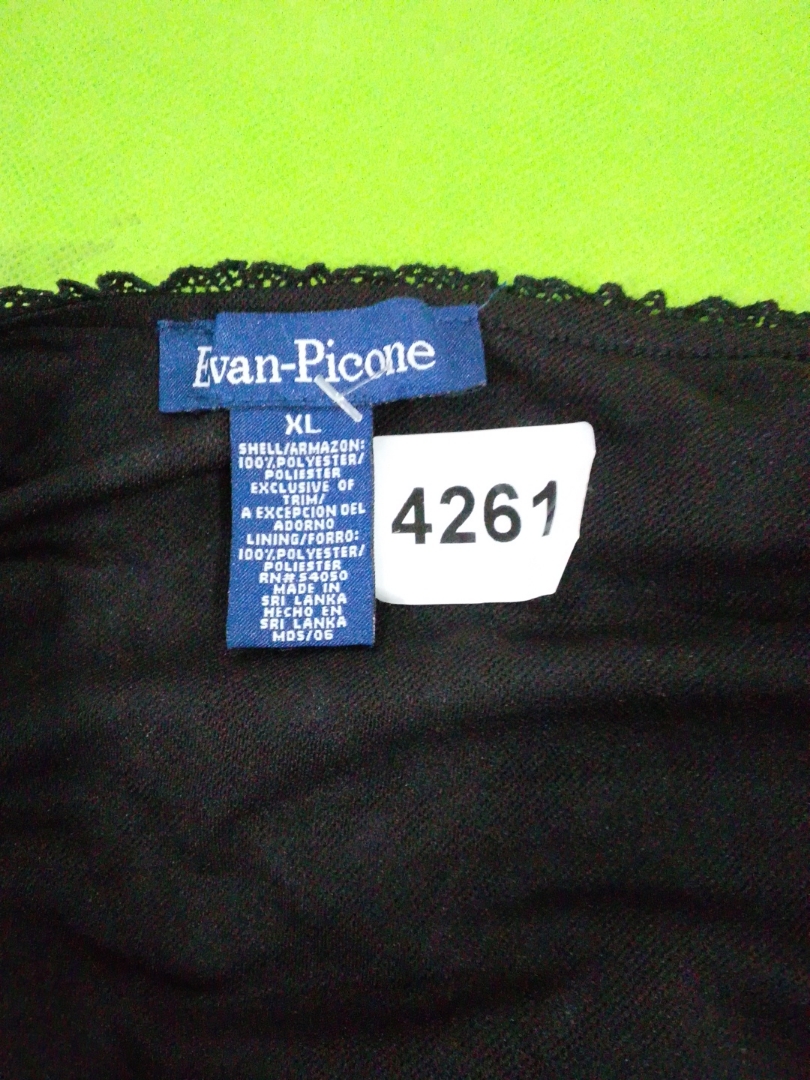 Evan-Picone
XL
SHELL/ARMAZON:
100%POLYESTER/
POLIESTER
EXCLUSIVE OF
TRIM/
A EXCEPCION DEL
ADORNO
LINING/FORRO:
100%POLYESTER/
POLIESTER
RN#54050
MADE IN
SRI LANKA
HECHO EN
SRI LANKA
MDS/06
4261